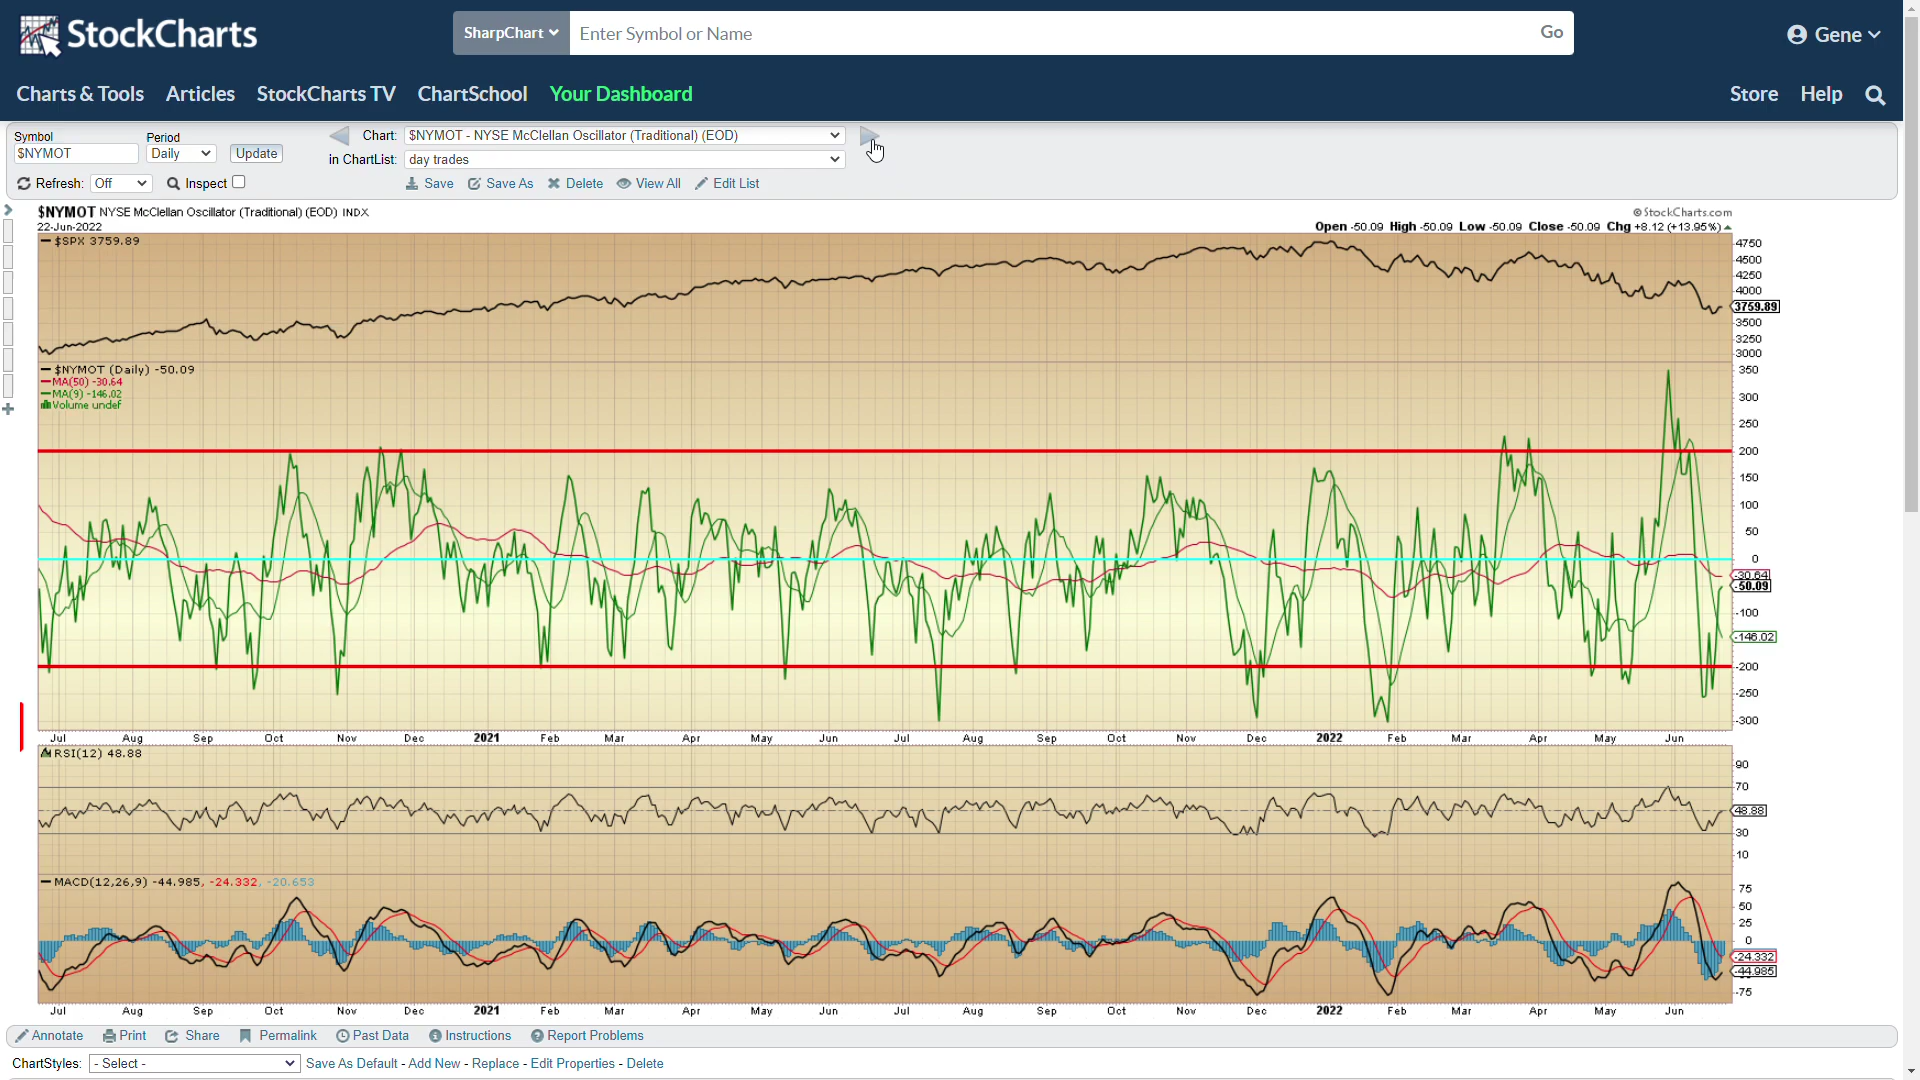 StockCharts
SharpChart Enter Symbol or Name Go
Gene
Charts & Tools Articles StockCharts TV ChartSchool Your Dashboard Store Help
Symbol Period Chart: $NYMOT - NYSE McClellan Oscillator (Traditional) (EOD)
$NYMOT Daily Update in ChartList: day trades
Refresh: Off Inspect Save Save As Delete View All Edit List
$NYMOT NYSE McClellan Oscillator (Traditional) (EOD) INDX © StockCharts.com
22-Jun-2022 Open -50.09 High -50.09 Low -50.09 Close -50.09 Chg +8.12 (+13.95%)
$SPX 3759.89
4750
4500
4250
4000
3759.89
3500
3250
3000
$NYMOT (Daily) -50.09
MA(50) -30.64
MA(9) -146.02
Volume undef
350
300
250
200
150
100
50
0
-30.64
-50.09
-100
-146.02
-200
-250
-300
Jul Aug Sep Oct Nov Dec 2021 Feb Mar Apr May Jun Jul Aug Sep Oct Nov Dec 2022 Feb Mar Apr May Jun
RSI(12) 48.88
90
70
48.88
30
10
MACD(12,26,9) -44.985, -24.332, -20.653
75
50
25
0
-24.332
-44.985
-75
Jul Aug Sep Oct Nov Dec 2021 Feb Mar Apr May Jun Jul Aug Sep Oct Nov Dec 2022 Feb Mar Apr May Jun
Annotate Print Share Permalink Past Data Instructions Report Problems
ChartStyles: - Select - Save As Default - Add New - Replace - Edit Properties - Delete